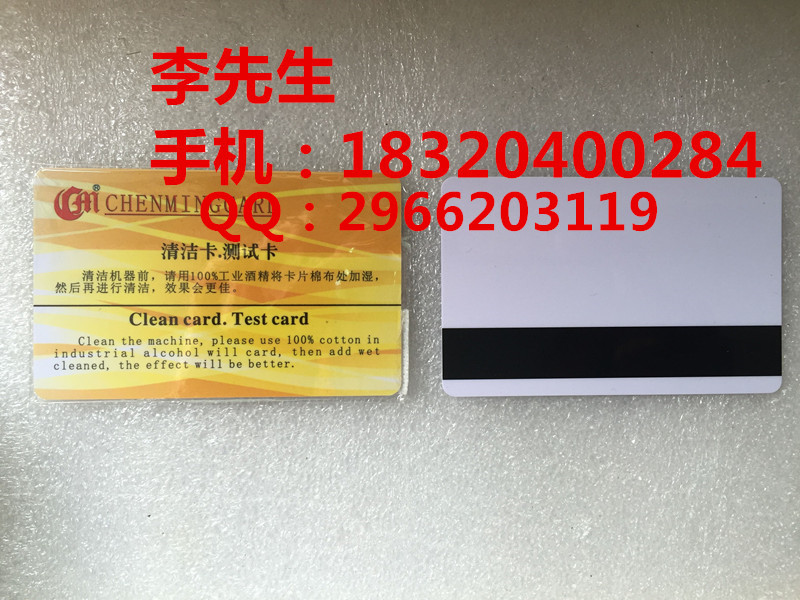 李先生
手机：18320400284
CM® CHENMINGCARD
QQ：2966203119
清洁卡.测试卡
清洁机器前，请用100%工业酒精将卡片棉布处加湿，
然后再进行清洁，效果会更佳。
Clean card. Test card
Clean the machine, please use 100% cotton in
industrial alcohol will card, then add wet
cleaned, the effect will be better.